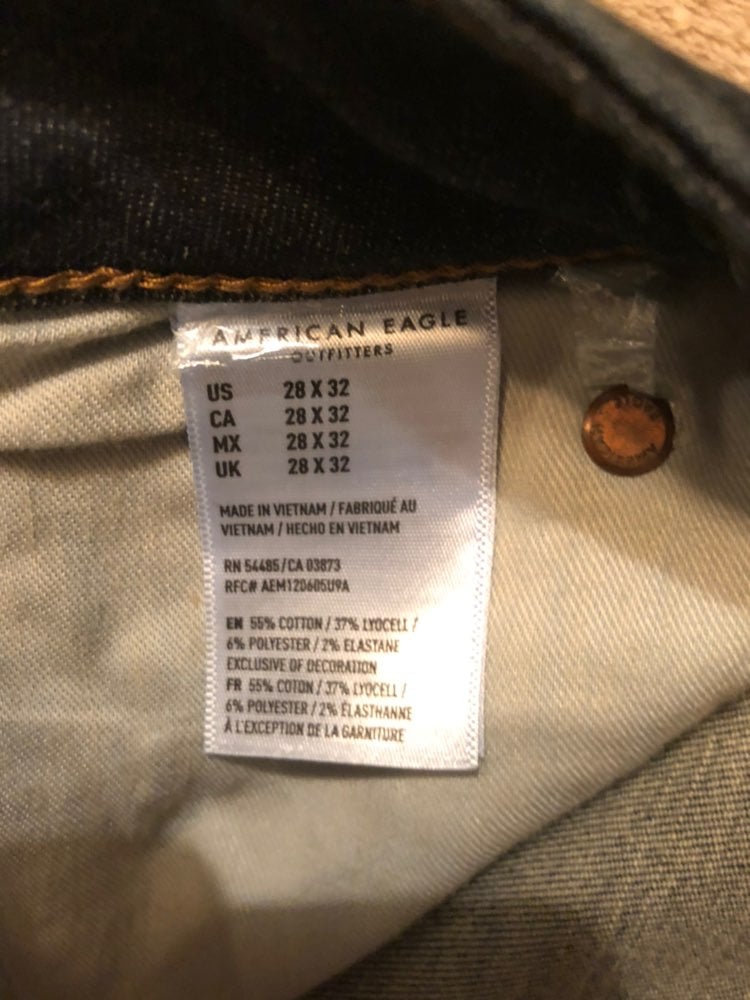 AMERICAN EAGLE
OUTFITTERS
US 28 X 32
CA 28 X 32
MX 28 X 32
UK 28 X 32
MADE IN VIETNAM / FABRIQUÉ AU
VIETNAM / HECHO EN VIETNAM
RN 54485/CA 03873
RFC# AEM120605U9A
EN 55% COTTON / 37% LYOCELL /
6% POLYESTER / 2% ELASTANE
EXCLUSIVE OF DECORATION
FR 55% COTON / 37% LYOCELL /
6% POLYESTER / 2% ÉLASTHANNE
À L'EXCEPTION DE LA GARNITURE